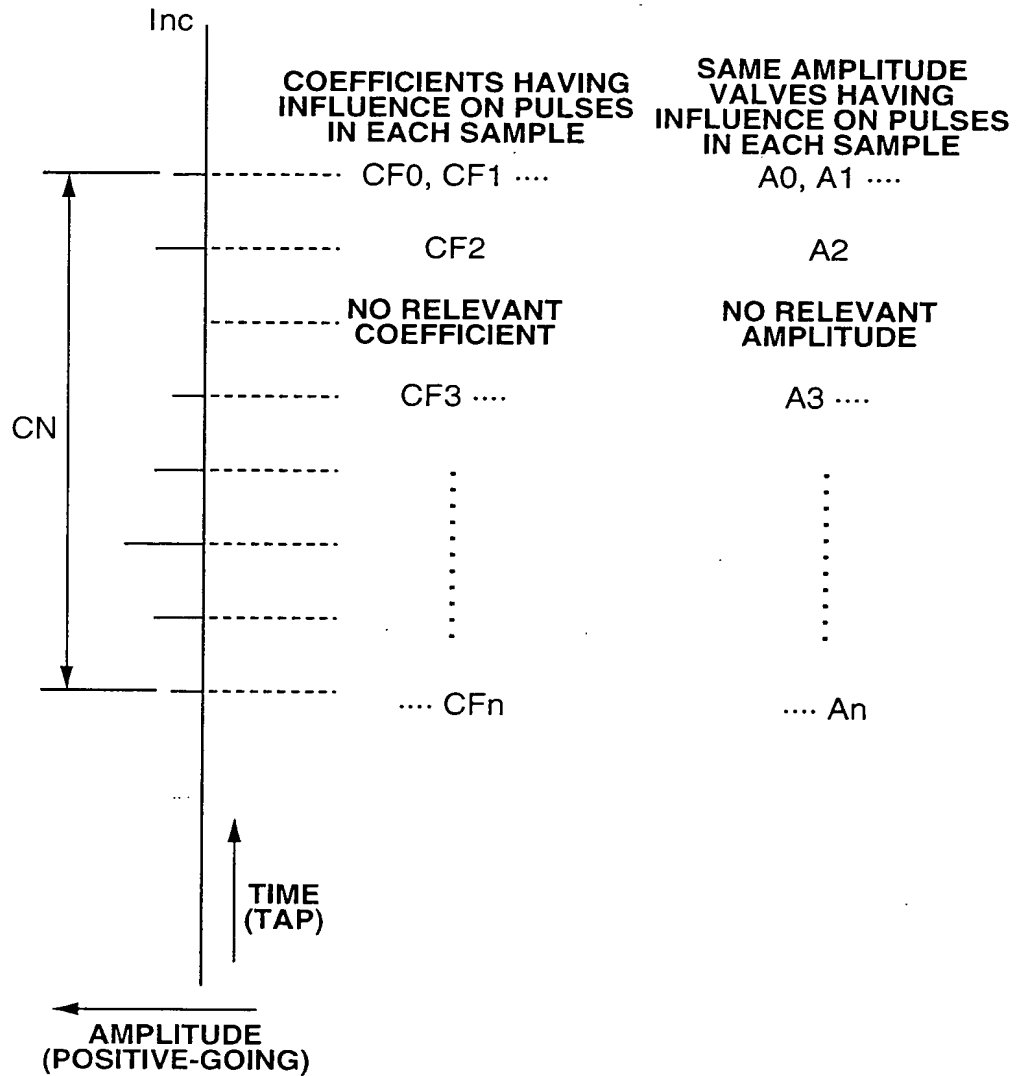 Inc
COEFFICIENTS HAVING
INFLUENCE ON PULSES
IN EACH SAMPLE
SAME AMPLITUDE
VALVES HAVING
INFLUENCE ON PULSES
IN EACH SAMPLE
CF0, CF1 ····
A0, A1 ····
CF2
A2
NO RELEVANT
COEFFICIENT
NO RELEVANT
AMPLITUDE
CF3 ····
A3 ····
CN
···· CFn
···· An
TIME
(TAP)
AMPLITUDE
(POSITIVE-GOING)